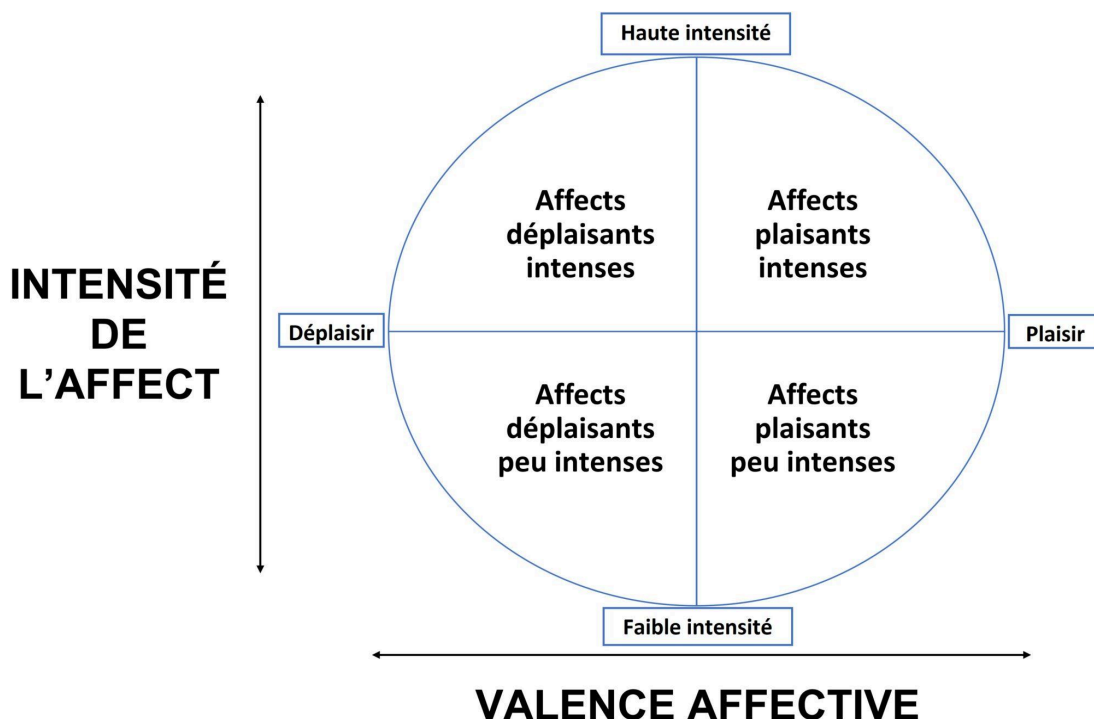 Haute intensité
Affects
déplaisants
intenses
Affects
plaisants
intenses
INTENSITÉ
DE
L’AFFECT
Déplaisir
Plaisir
Affects
déplaisants
peu intenses
Affects
plaisants
peu intenses
Faible intensité
VALENCE AFFECTIVE